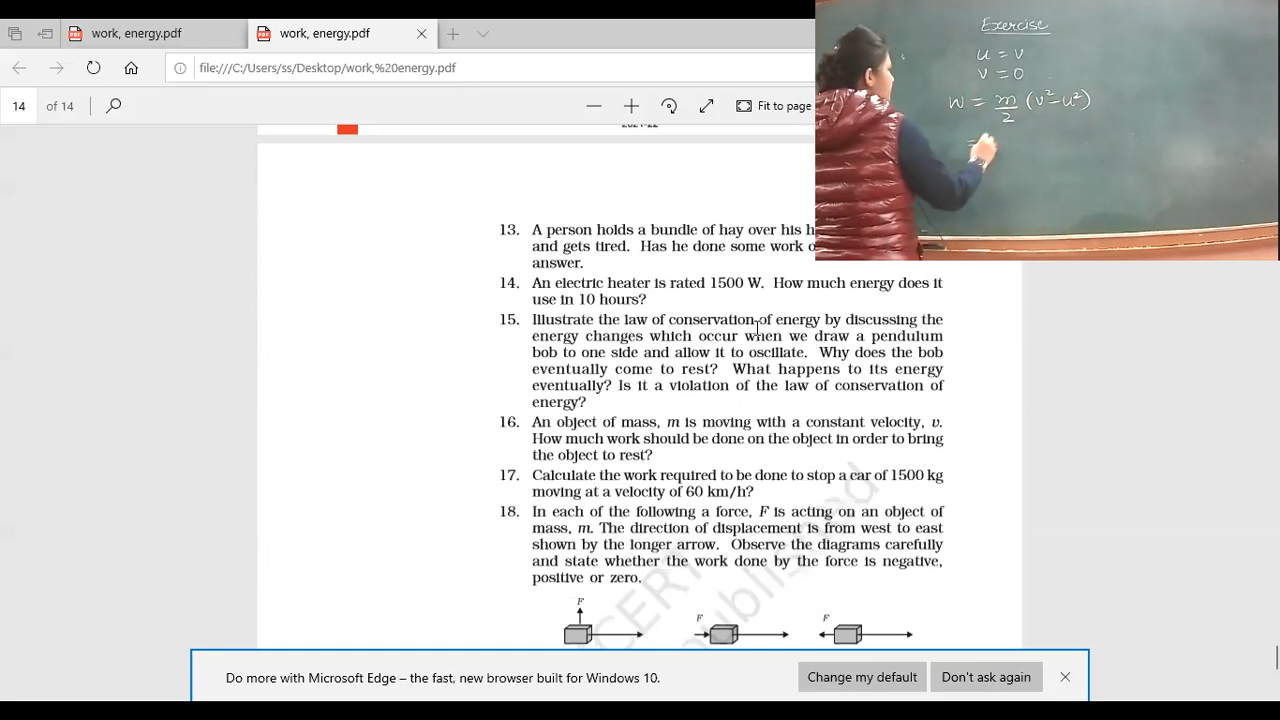 work, energy.pdf
work, energy.pdf
file:///C:/Users/ss/Desktop/work,%20energy.pdf
14 of 14
Fit to page
Exercise
u = v
v = 0
W = m/2 (v²-u²)
=
13. A person holds a bundle of hay over his h
and gets tired. Has he done some work o
answer.
14. An electric heater is rated 1500 W. How much energy does it
use in 10 hours?
15. Illustrate the law of conservation of energy by discussing the
energy changes which occur when we draw a pendulum
bob to one side and allow it to oscillate. Why does the bob
eventually come to rest? What happens to its energy
eventually? Is it a violation of the law of conservation of
energy?
16. An object of mass, m is moving with a constant velocity, v.
How much work should be done on the object in order to bring
the object to rest?
17. Calculate the work required to be done to stop a car of 1500 kg
moving at a velocity of 60 km/h?
18. In each of the following a force, F is acting on an object of
mass, m. The direction of displacement is from west to east
shown by the longer arrow. Observe the diagrams carefully
and state whether the work done by the force is negative,
positive or zero.
F
F
F
Do more with Microsoft Edge – the fast, new browser built for Windows 10.
Change my default
Don't ask again